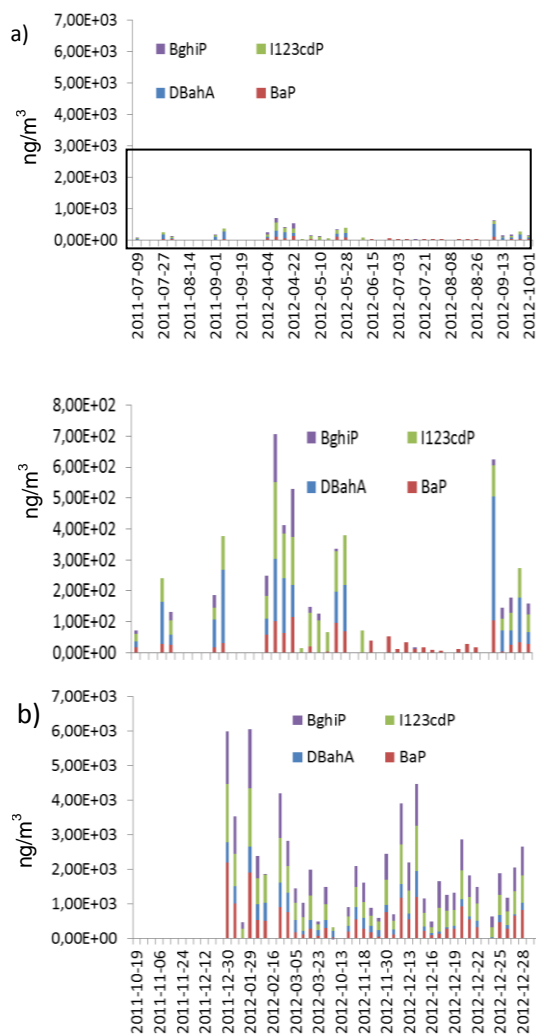 a)
7,00E+03
6,00E+03
5,00E+03
4,00E+03
3,00E+03
2,00E+03
1,00E+03
0,00E+00
ng/m³
BghiP I123cdP
DBahA BaP
2011-07-09
2011-07-27
2011-08-14
2011-09-01
2011-09-19
2012-04-04
2012-04-22
2012-05-10
2012-05-28
2012-06-15
2012-07-03
2012-07-21
2012-08-08
2012-08-26
2012-09-13
2012-10-01
8,00E+02
7,00E+02
6,00E+02
5,00E+02
4,00E+02
3,00E+02
2,00E+02
1,00E+02
0,00E+00
ng/m³
BghiP I123cdP
DBahA BaP
b)
7,00E+03
6,00E+03
5,00E+03
4,00E+03
3,00E+03
2,00E+03
1,00E+03
0,00E+00
ng/m³
BghiP I123cdP
DBahA BaP
2011-10-19
2011-11-06
2011-11-24
2011-12-12
2011-12-30
2012-01-29
2012-02-16
2012-03-05
2012-03-23
2012-10-13
2012-11-18
2012-11-30
2012-12-13
2012-12-16
2012-12-19
2012-12-22
2012-12-25
2012-12-28